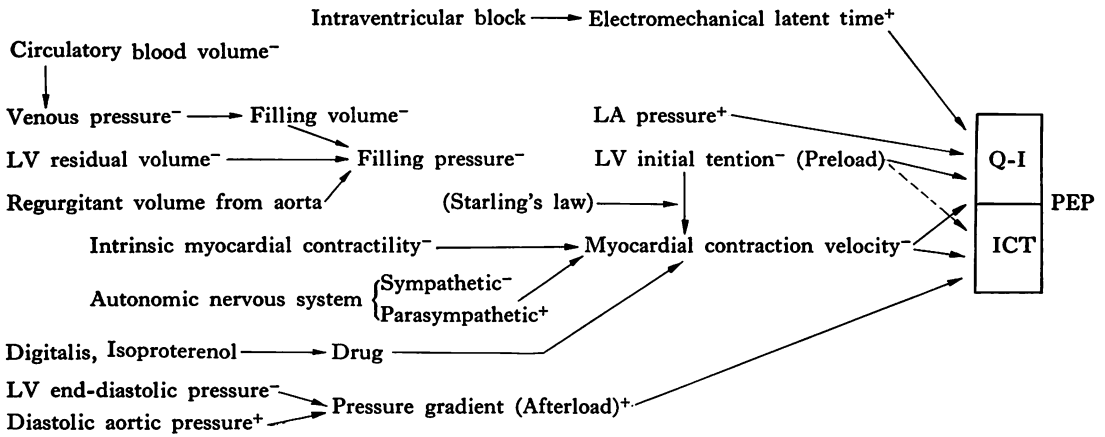 Intraventricular block Electromechanical latent time+
Circulatory blood volume−
Venous pressure− Filling volume− LA pressure+
LV residual volume− Filling pressure− LV initial tention− (Preload) Q-I
Regurgitant volume from aorta (Starling's law) PEP
Intrinsic myocardial contractility− Myocardial contraction velocity− ICT
Autonomic nervous system { Sympathetic−
Parasympathetic+
Digitalis, Isoproterenol Drug
LV end-diastolic pressure−
Pressure gradient (Afterload)+
Diastolic aortic pressure+